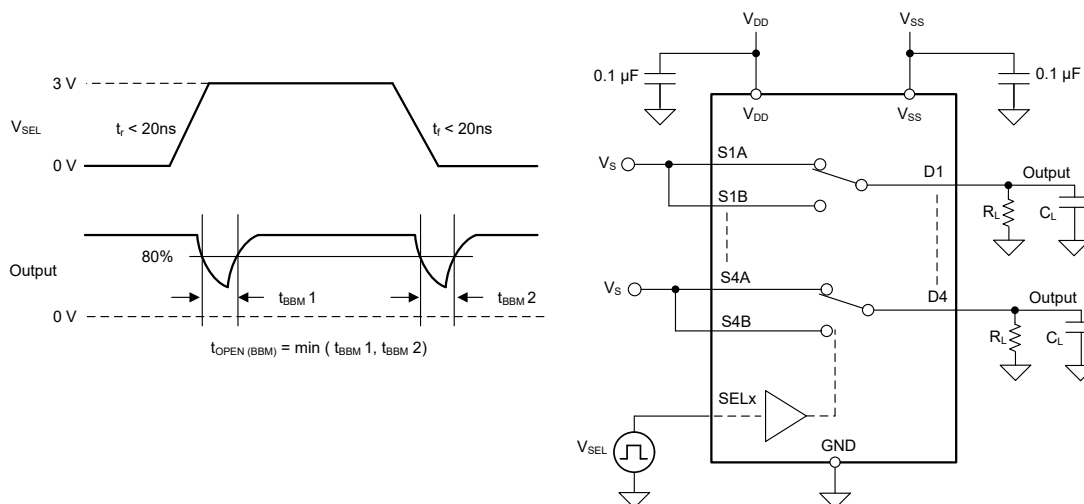 3 V
V_SEL
t_r < 20ns
t_f < 20ns
0 V
80%
Output
t_BBM 1
t_BBM 2
0 V
t_OPEN (BBM) = min ( t_BBM 1, t_BBM 2)
V_DD
V_SS
0.1 µF
0.1 µF
V_DD
V_SS
V_S
S1A
D1
Output
S1B
R_L
C_L
V_S
S4A
D4
Output
S4B
R_L
C_L
SELx
V_SEL
GND